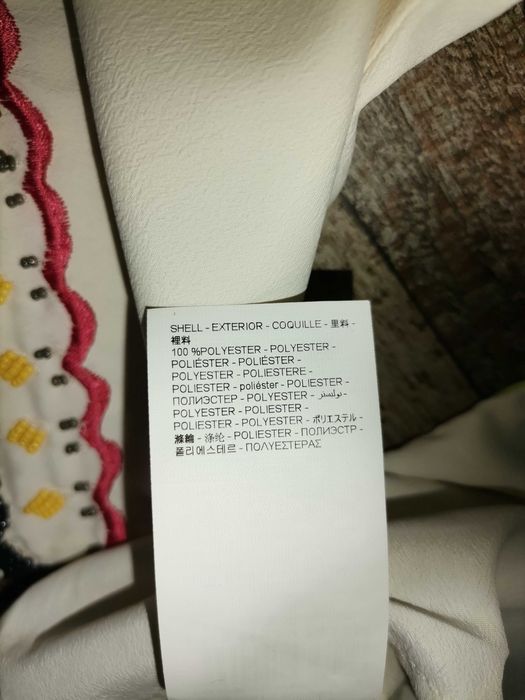 SHELL - EXTERIOR - COQUILLE - 里料 -
裡料
100 %POLYESTER - POLYESTER -
POLIÉSTER - POLIÉSTER -
POLYESTER - POLIESTERE -
POLIESTER - poliéster - POLIESTER -
ПОЛИЭСТЕР - POLYESTER - بوليستر -
POLYESTER - POLIESTER -
POLIESTER - POLYESTER - ポリエステル -
滌綸 - 涤纶 - POLIESTER - ПОЛИЭСТР -
폴리에스테르 - ΠΟΛΥΕΣΤΕΡΑΣ